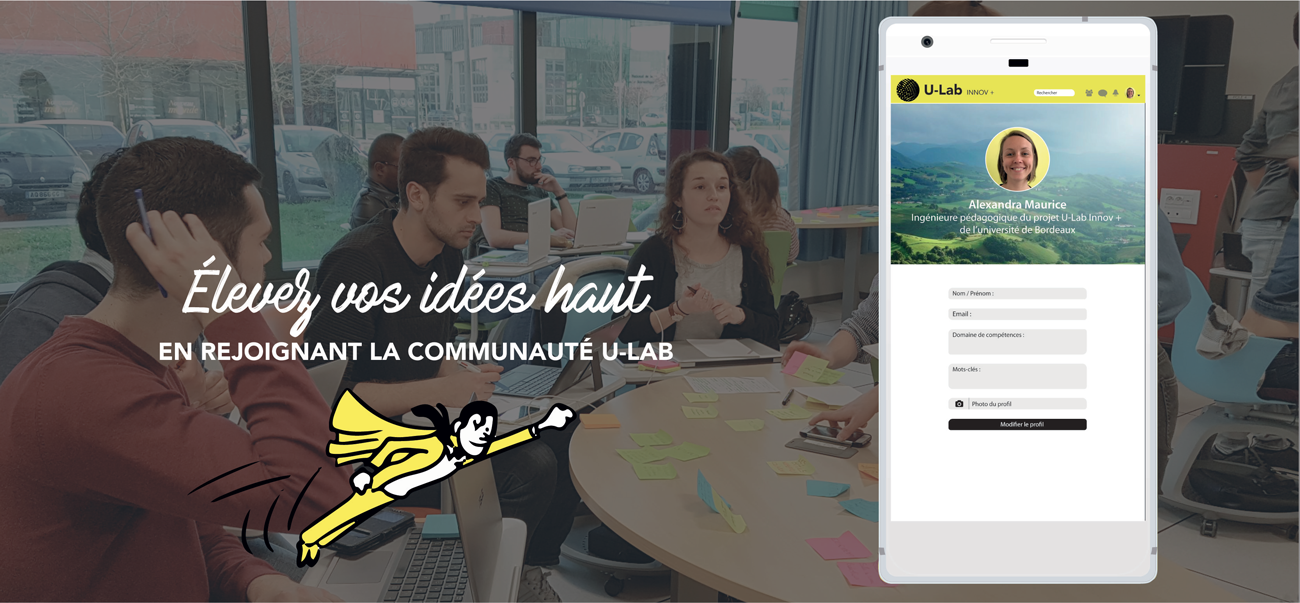 Élevez vos idées haut
EN REJOIGNANT LA COMMUNAUTÉ U-LAB
U-Lab INNOV +
Rechercher
Alexandra Maurice
Ingénieure pédagogique du projet U-Lab Innov +
de l'université de Bordeaux
Nom / Prénom :
Email :
Domaine de compétences :
Mots-clés :
Photo du profil
Modifier le profil